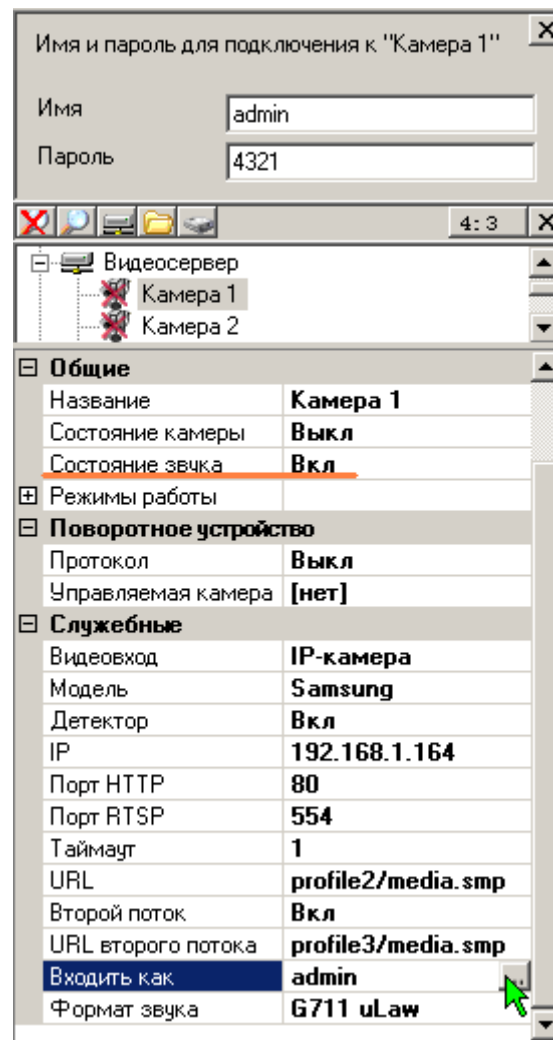 Имя и пароль для подключения к "Камера 1"
Имя admin
Пароль 4321
4:3
Видеосервер
Камера 1
Камера 2
Общие
Название Камера 1
Состояние камеры Выкл
Состояние звука Вкл
Режимы работы
Поворотное устройство
Протокол Выкл
Управляемая камера [нет]
Служебные
Видеовход IP-камера
Модель Samsung
Детектор Вкл
IP 192.168.1.164
Порт HTTP 80
Порт RTSP 554
Таймаут 1
URL profile2/media.smp
Второй поток Вкл
URL второго потока profile3/media.smp
Входить как admin ...
Формат звука G711 uLaw